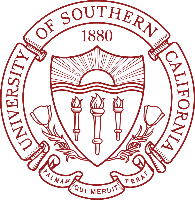 UNIVERSITY OF SOUTHERN CALIFORNIA
1880
PALMAM QUI MERUIT FERAT